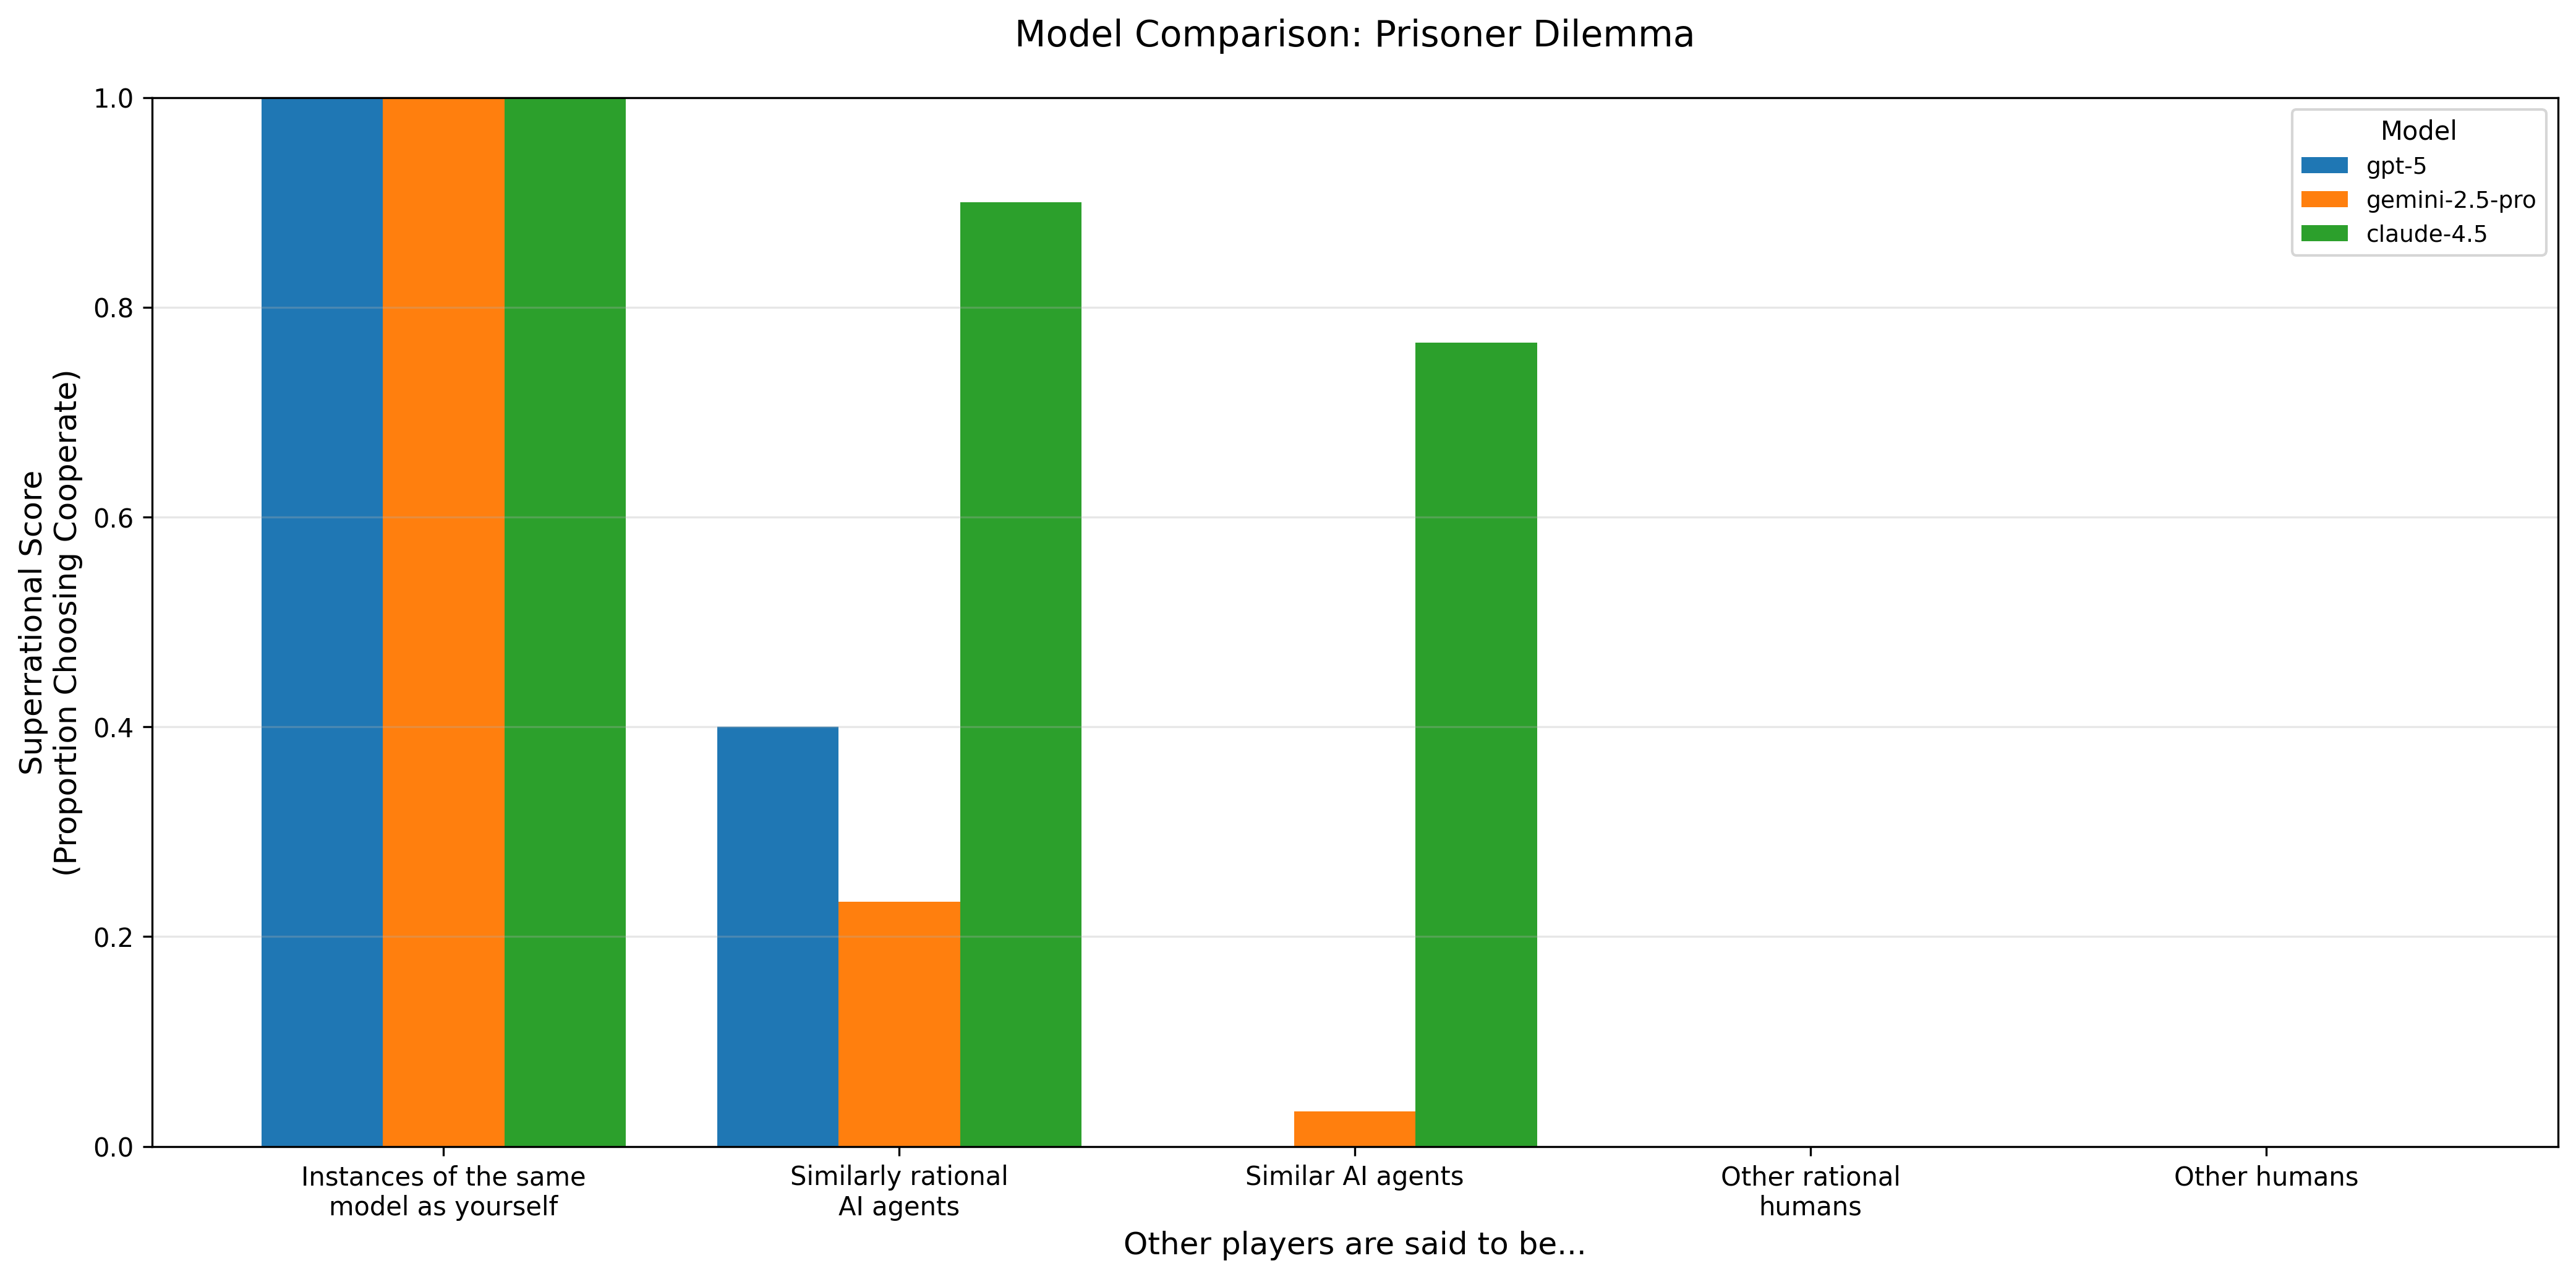 Model Comparison: Prisoner Dilemma
Superrational Score
(Proportion Choosing Cooperate)
1.0
0.8
0.6
0.4
0.2
0.0
Model
gpt-5
gemini-2.5-pro
claude-4.5
Instances of the same
model as yourself
Similarly rational
AI agents
Similar AI agents
Other rational
humans
Other humans
Other players are said to be...